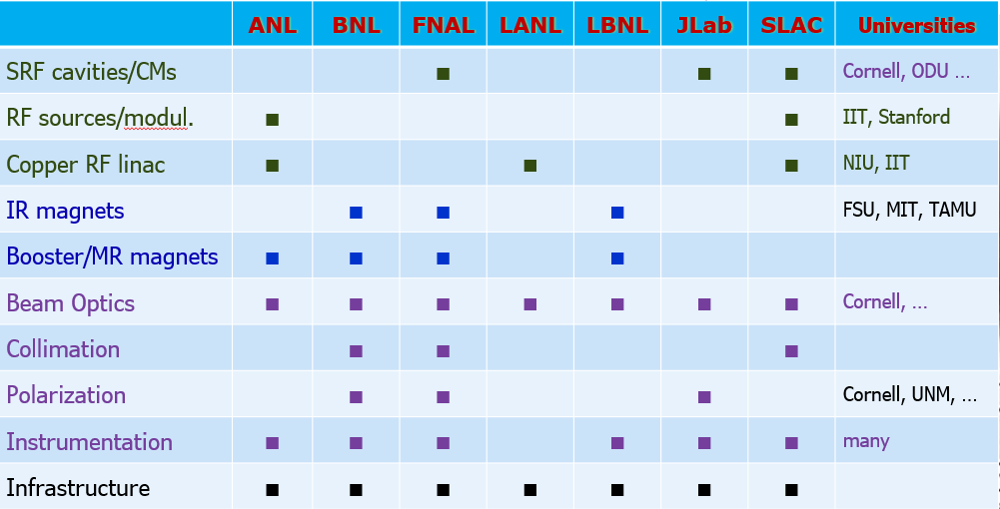 ANL BNL FNAL LANL LBNL JLab SLAC Universities
SRF cavities/CMs ■ ■ ■ Cornell, ODU ...
RF sources/modul. ■ ■ IIT, Stanford
Copper RF linac ■ ■ ■ NIU, IIT
IR magnets ■ ■ ■ FSU, MIT, TAMU
Booster/MR magnets ■ ■ ■ ■
Beam Optics ■ ■ ■ ■ ■ ■ ■ Cornell, ...
Collimation ■ ■ ■
Polarization ■ ■ ■ Cornell, UNM, ...
Instrumentation ■ ■ ■ ■ ■ ■ many
Infrastructure ■ ■ ■ ■ ■ ■ ■